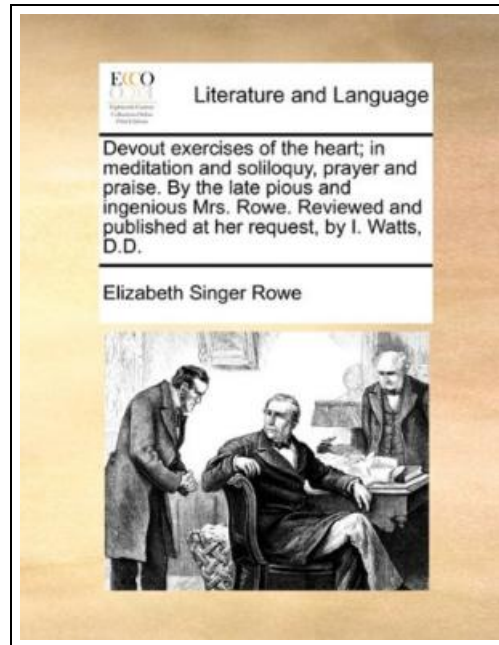 ECCO
Literature and Language
Devout exercises of the heart; in
meditation and soliloquy, prayer and
praise. By the late pious and
ingenious Mrs. Rowe. Reviewed and
published at her request, by I. Watts,
D.D.
Elizabeth Singer Rowe